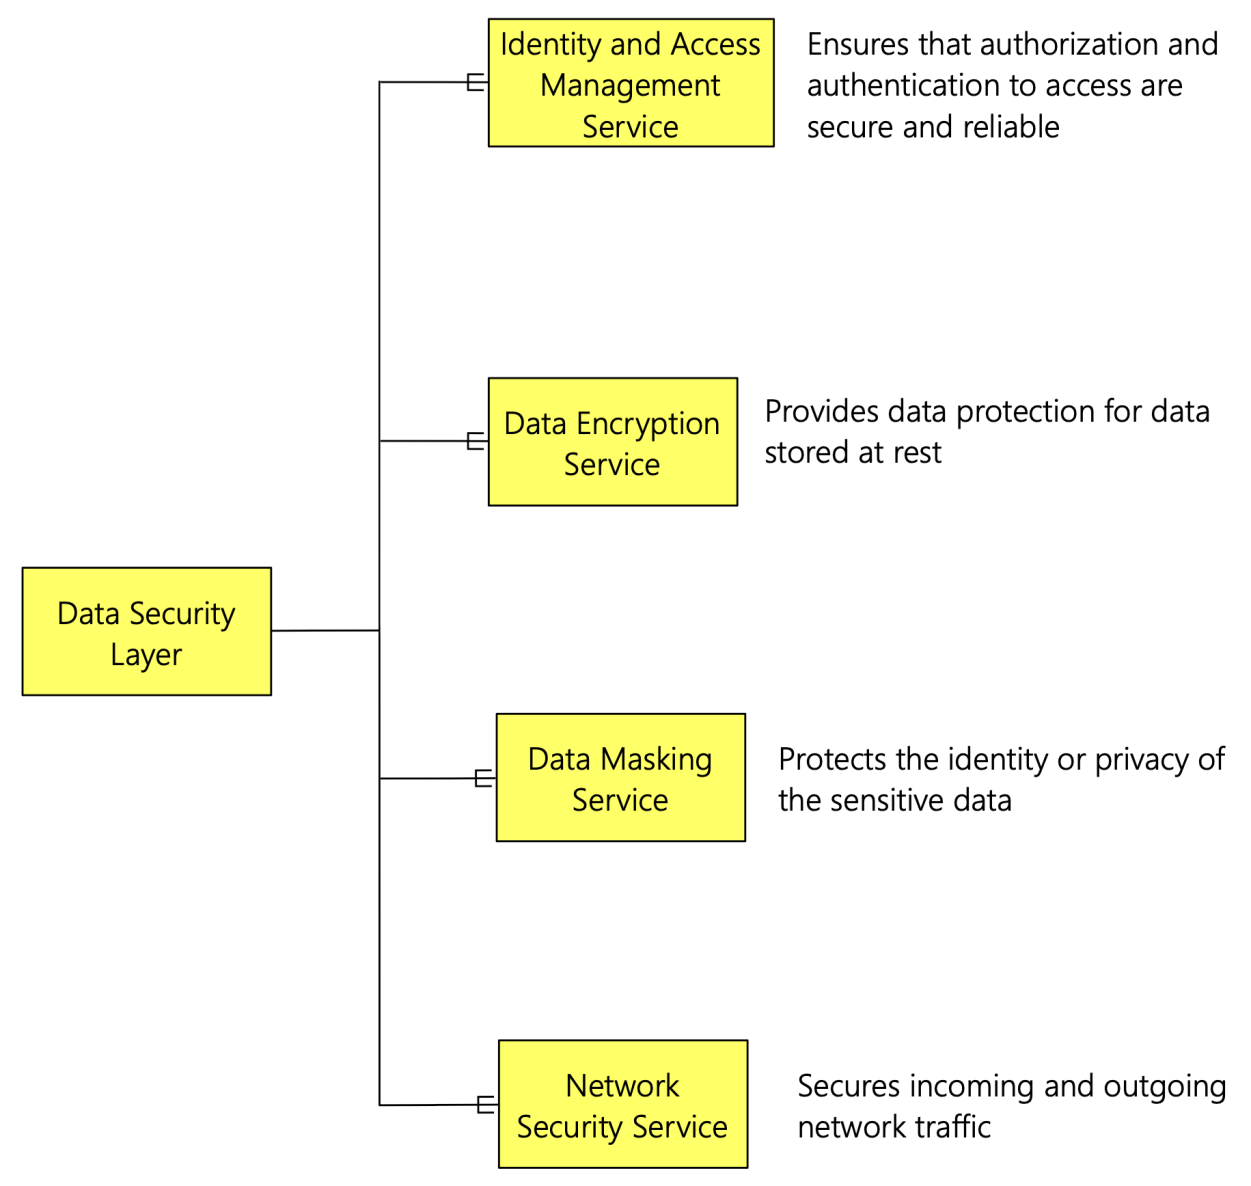 Identity and Access
Management
Service
Ensures that authorization and
authentication to access are
secure and reliable
Data Encryption
Service
Provides data protection for data
stored at rest
Data Security
Layer
Data Masking
Service
Protects the identity or privacy of
the sensitive data
Network
Security Service
Secures incoming and outgoing
network traffic